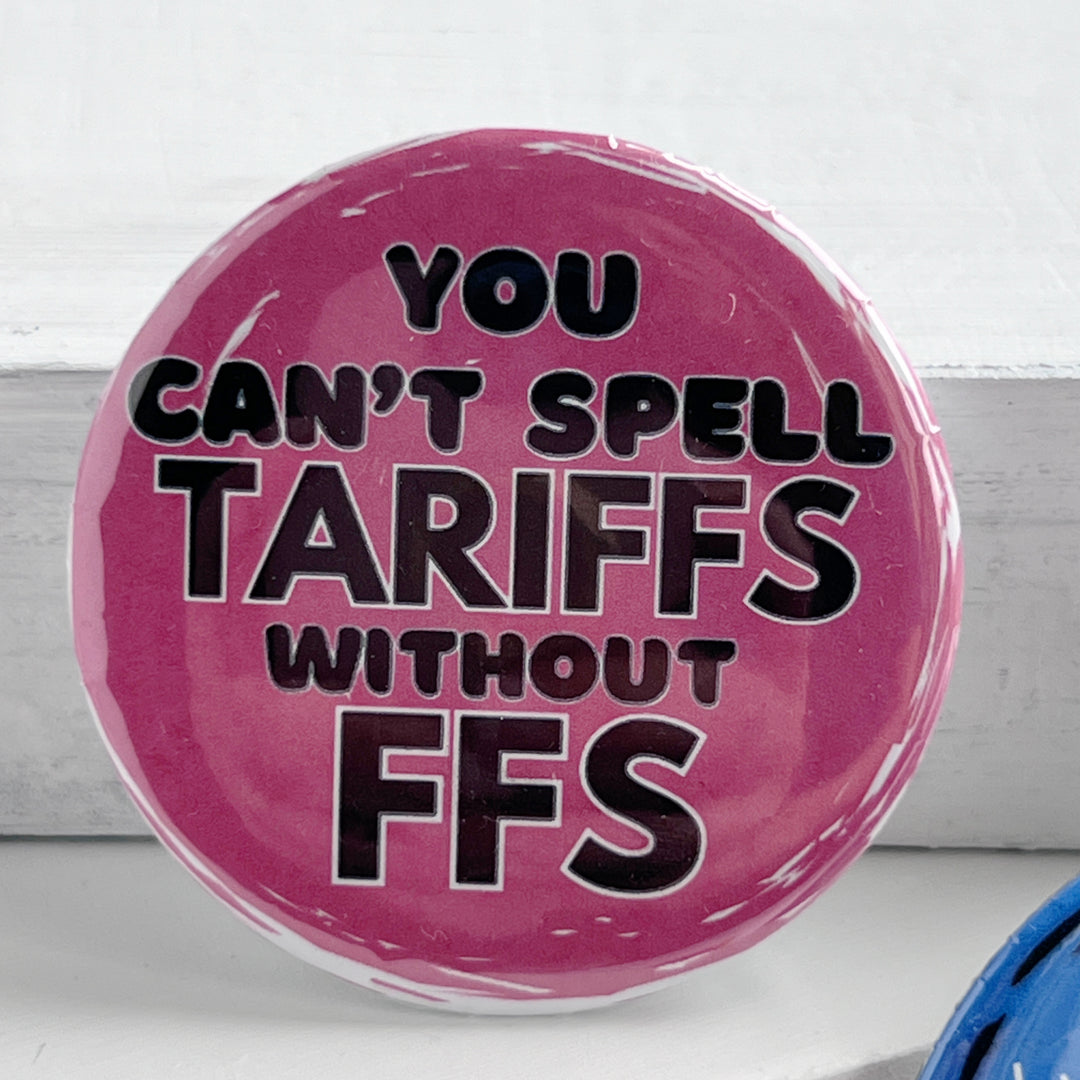 YOU
CAN'T SPELL
TARIFFS
WITHOUT
FFS